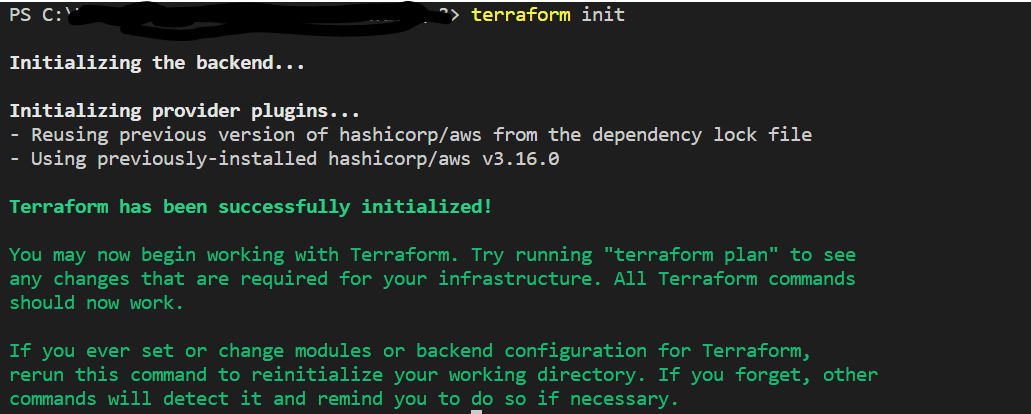 PS C:\ > terraform init
Initializing the backend...
Initializing provider plugins...
- Reusing previous version of hashicorp/aws from the dependency lock file
- Using previously-installed hashicorp/aws v3.16.0
Terraform has been successfully initialized!
You may now begin working with Terraform. Try running "terraform plan" to see
any changes that are required for your infrastructure. All Terraform commands
should now work.
If you ever set or change modules or backend configuration for Terraform,
rerun this command to reinitialize your working directory. If you forget, other
commands will detect it and remind you to do so if necessary.